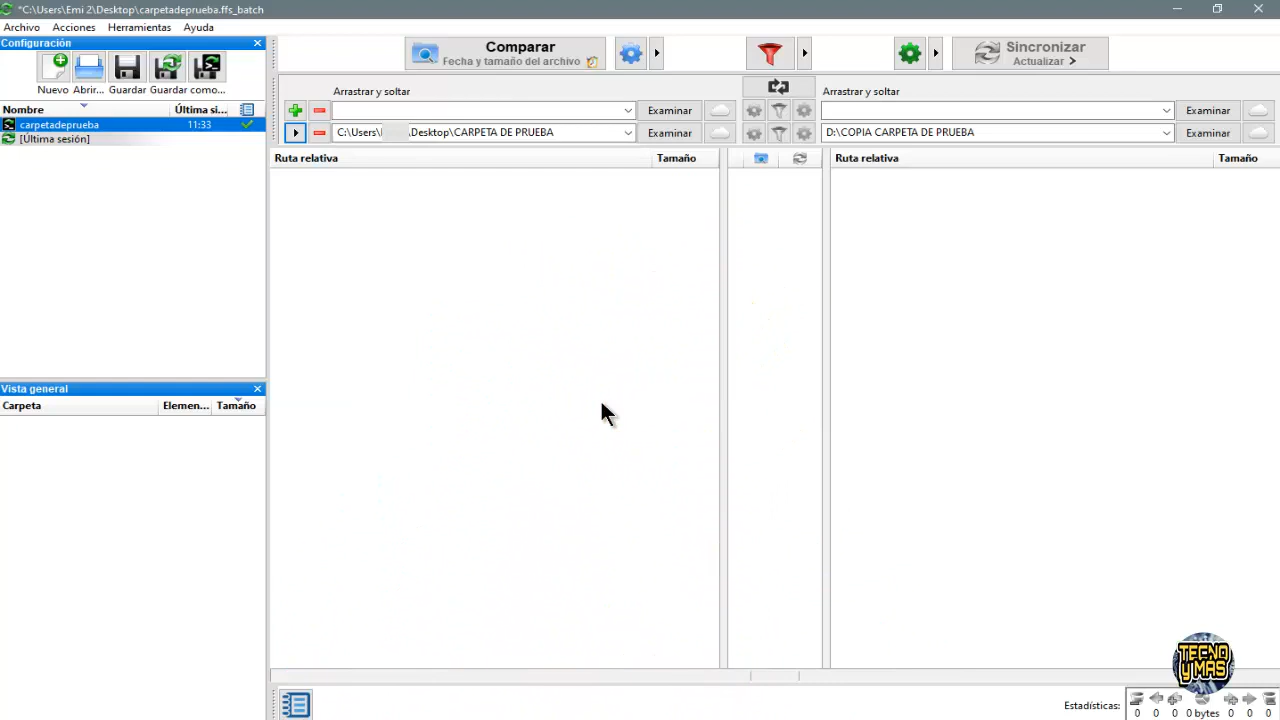 *C:\Users\Emi 2\Desktop\carpetadeprueba.ffs_batch
Archivo Acciones Herramientas Ayuda
Configuración
Nuevo Abrir... Guardar Guardar como...
Nombre Última si...
carpetadeprueba 11:33
[Última sesión]
Comparar
Fecha y tamaño del archivo
Sincronizar
Actualizar >
Arrastrar y soltar Arrastrar y soltar
Examinar Examinar
C:\Users\ \Desktop\CARPETA DE PRUEBA Examinar D:\COPIA CARPETA DE PRUEBA Examinar
Ruta relativa Tamaño Ruta relativa Tamaño
Vista general
Carpeta Elemen... Tamaño
TECNO
Y MAS
Estadísticas: 0 0 0 0 bytes 0 0 0